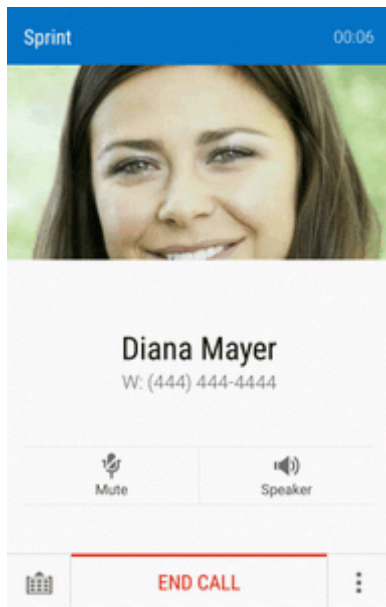 Sprint 00:06
Diana Mayer
W: (444) 444-4444
Mute Speaker
END CALL